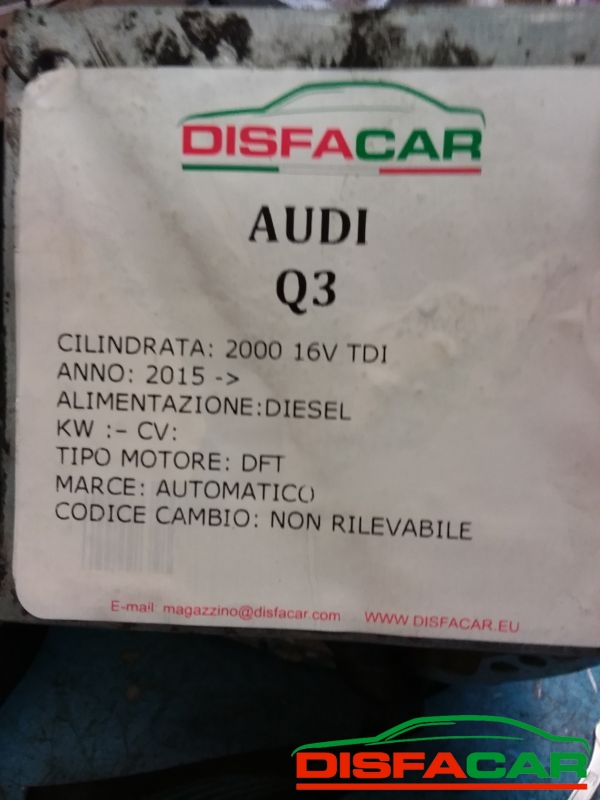 DISFACAR
AUDI
Q3
CILINDRATA: 2000 16V TDI
ANNO: 2015 ->
ALIMENTAZIONE:DIESEL
KW :- CV:
TIPO MOTORE: DFT
MARCE: AUTOMATICO
CODICE CAMBIO: NON RILEVABILE
E-mail: magazzino@disfacar.com WWW.DISFACAR.EU
DISFACAR